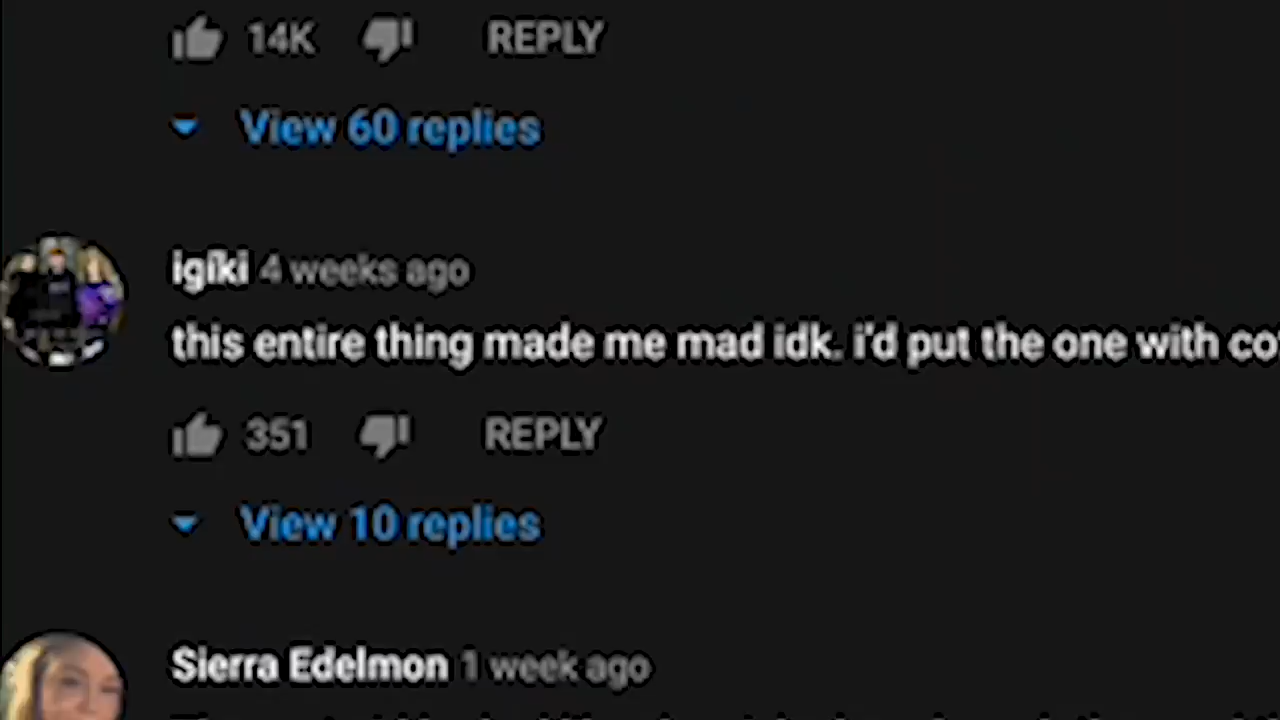 14K REPLY
View 60 replies
igíki 4 weeks ago
this entire thing made me mad idk. i'd put the one with
351 REPLY
View 10 replies
Sierra Edelmon 1 week ago